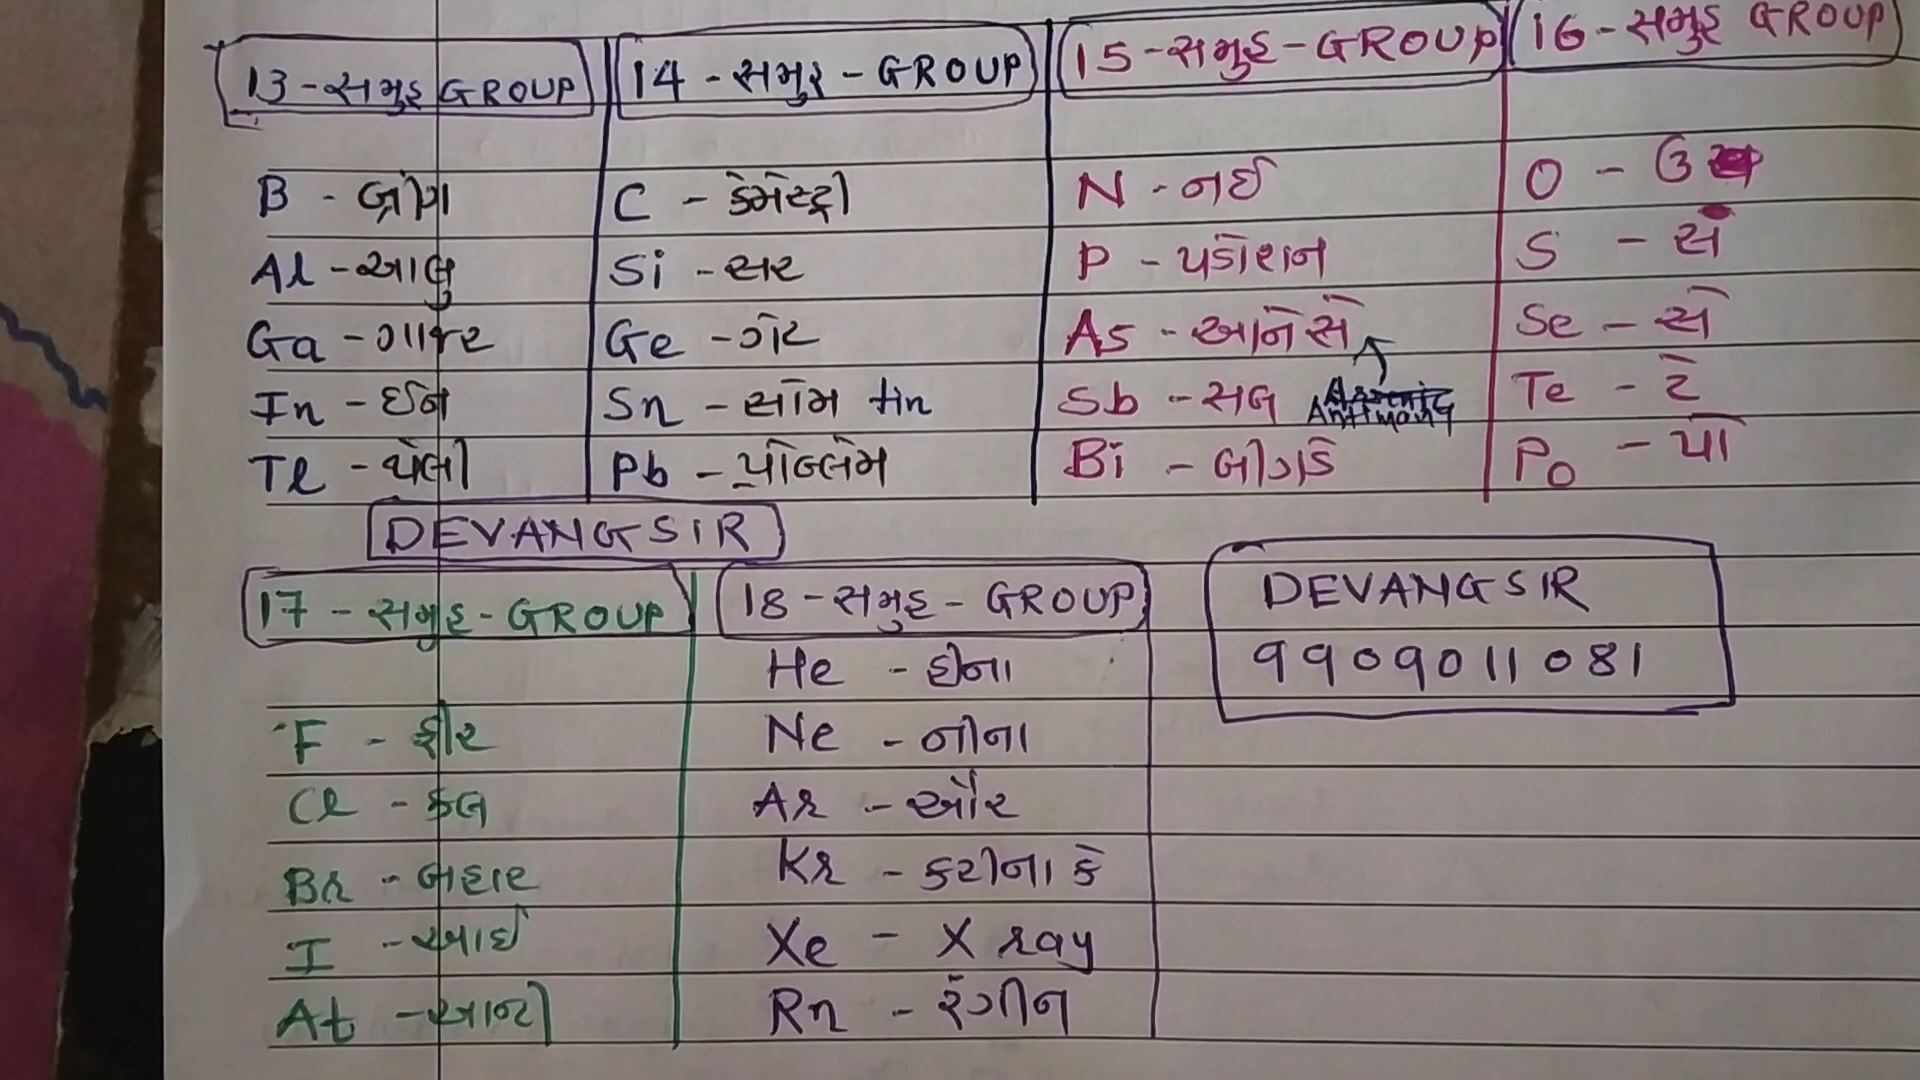 13-સમુહ GROUP
B - બ્રોગ
Al - આલુ
Ga - ગાજર
In - ઈન
Tl - થેલી
14 - સમુહ - GROUP
C - કેમેસ્ટ્રી
Si - સર
Ge - ગેટ
Sn - સોમ tin
Pb - પ્રોબ્લેમ
15 - સમુહ - GROUP
N - નઈ
P - પડોશન
As - આનેસે
Sb - સબ Antimony
Bi - બીગડે
16 - સમુહ GROUP
O - ઉ
S - સે
Se - સે
Te - ટે
Po - પો
DEVANGSIR
17 - સમુહ - GROUP
F - ફીર
Cl - કલ
Br - બહાર
I - આઈ
At - આન્ટી
18 - સમુહ - GROUP
He - હીના
Ne - નીના
Ar - ઔર
Kr - કરીના કે
Xe - X ray
Rn - રંગીન
DEVANGSIR
9909011081